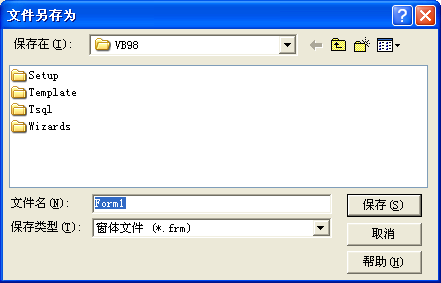 文件另存为
保存在(I):
VB98
Setup
Template
Tsql
Wizards
文件名(N):
Form1
保存(S)
保存类型(T):
窗体文件 (*.frm)
取消
帮助(H)